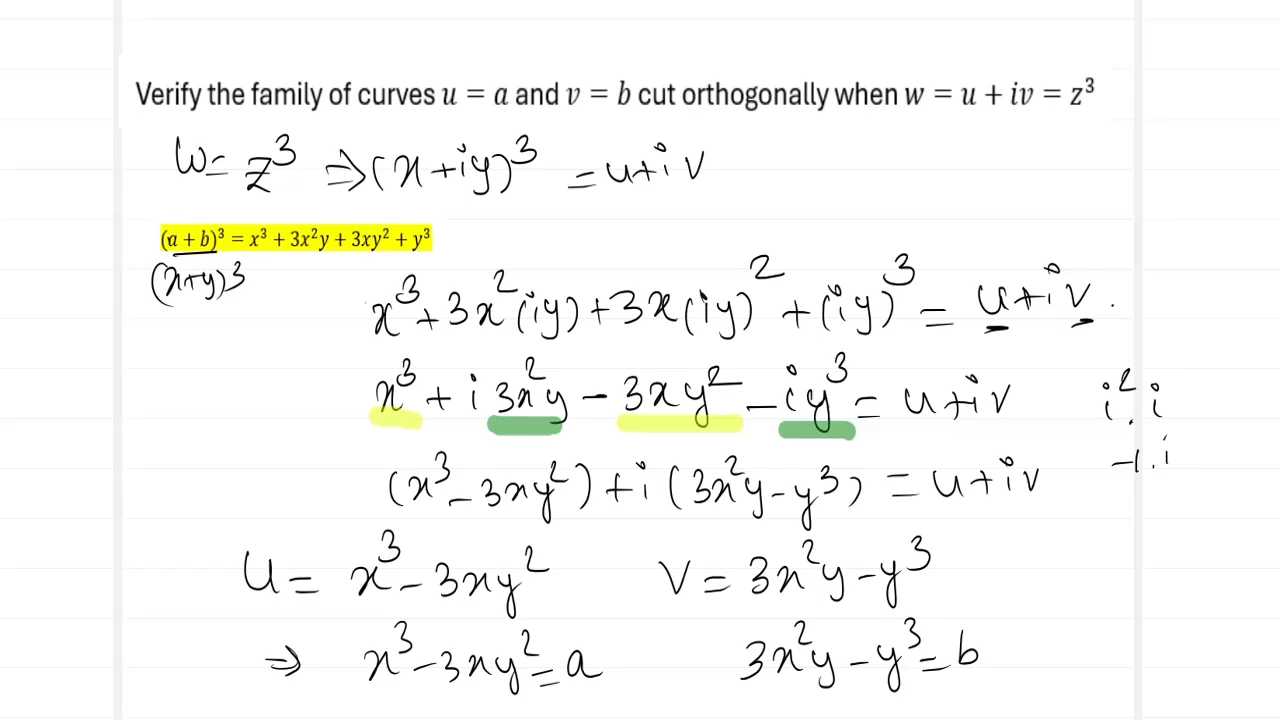 Verify the family of curves u = a and v = b cut orthogonally when w = u + iv = z³
W= z³ ⇒ (x+iy)³ = u+iv
(a + b)³ = x³ + 3x²y + 3xy² + y³
(x+y)³
x³+3x²(iy)+3x(iy)²+(iy)³ = u+iv.
x³ + i 3x²y - 3xy² - iy³ = u+iv
i².i
-1.i
(x³-3xy²)+i(3x²y-y³) = u+iv
U= x³-3xy² V=3x²y-y³
⇒ x³-3xy²=a 3x²y-y³=b